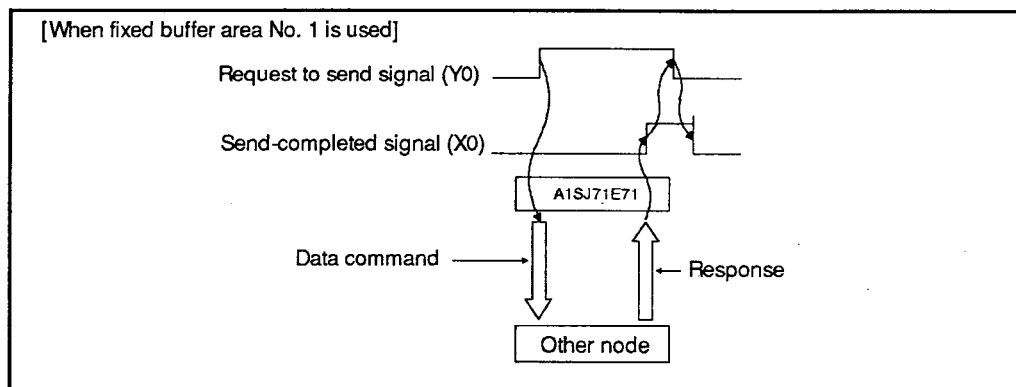 [When fixed buffer area No. 1 is used]
Request to send signal (Y0)
Send-completed signal (X0)
A1SJ71E71
Data command
Response
Other node